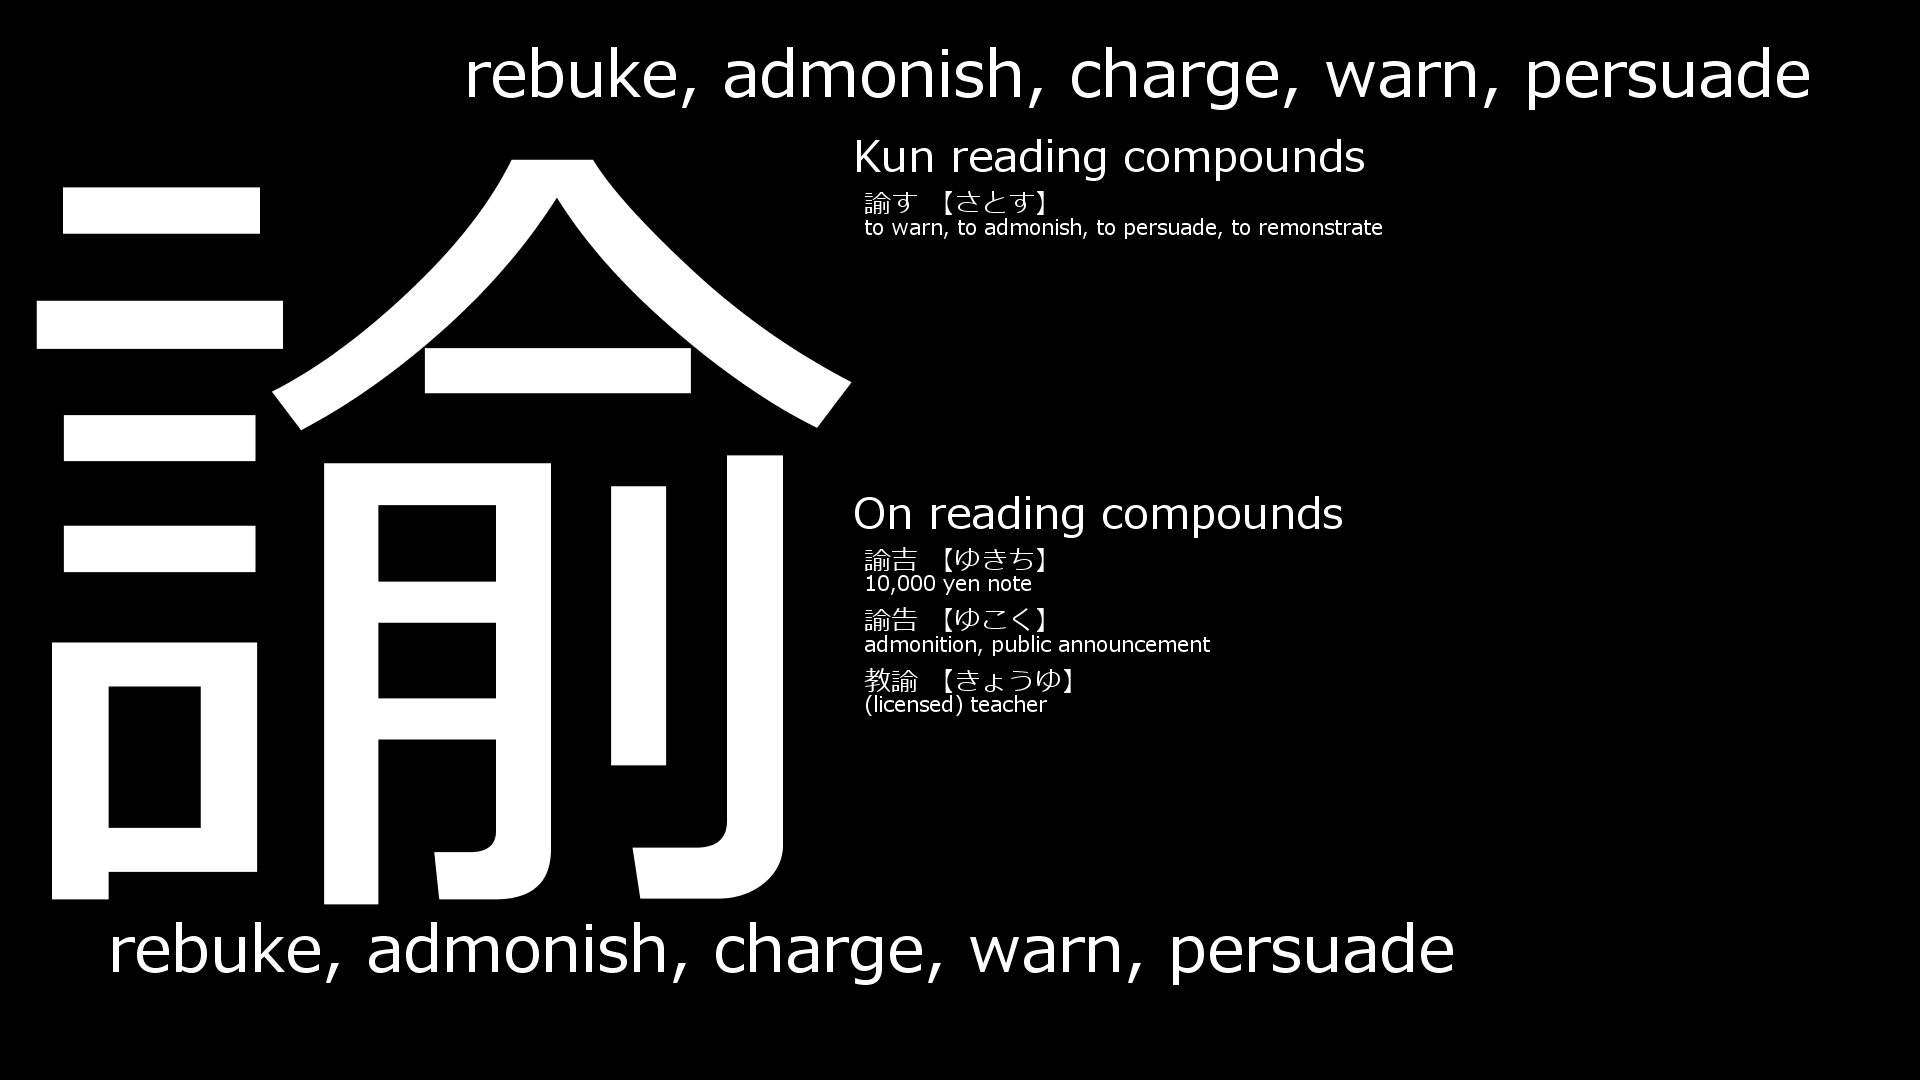 rebuke, admonish, charge, warn, persuade
諭
Kun reading compounds
諭す 【さとす】
to warn, to admonish, to persuade, to remonstrate
On reading compounds
諭吉 【ゆきち】
10,000 yen note
諭告 【ゆこく】
admonition, public announcement
教諭 【きょうゆ】
(licensed) teacher
rebuke, admonish, charge, warn, persuade